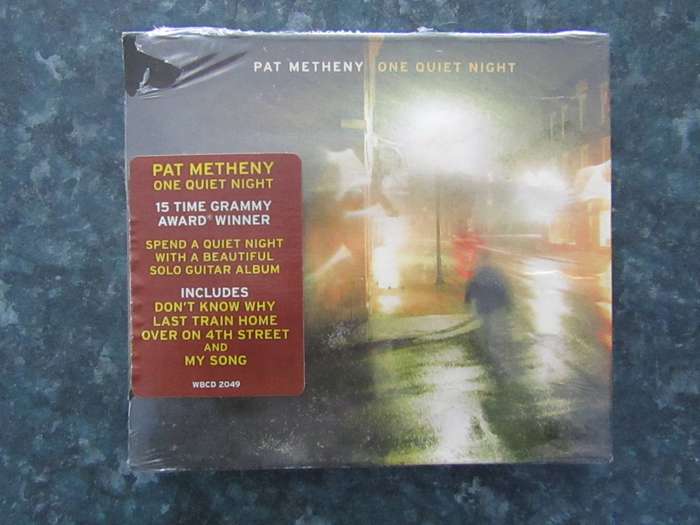 PAT METHENY ONE QUIET NIGHT
PAT METHENY
ONE QUIET NIGHT
15 TIME GRAMMY
AWARD® WINNER
SPEND A QUIET NIGHT
WITH A BEAUTIFUL
SOLO GUITAR ALBUM
INCLUDES
DON'T KNOW WHY
LAST TRAIN HOME
OVER ON 4TH STREET
AND
MY SONG
WBCD 2049